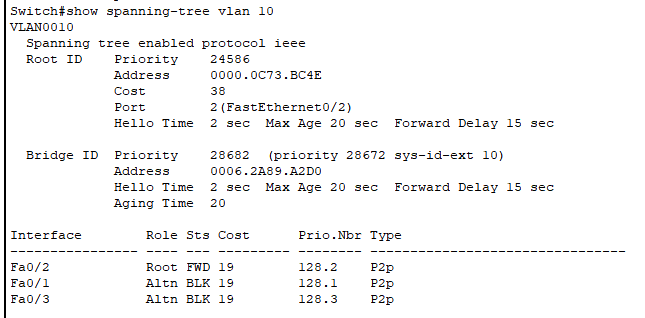 Switch#show spanning-tree vlan 10
VLAN0010
  Spanning tree enabled protocol ieee
  Root ID    Priority    24586
             Address     0000.0C73.BC4E
             Cost        38
             Port        2(FastEthernet0/2)
             Hello Time  2 sec  Max Age 20 sec  Forward Delay 15 sec

  Bridge ID  Priority    28682  (priority 28672 sys-id-ext 10)
             Address     0006.2A89.A2D0
             Hello Time  2 sec  Max Age 20 sec  Forward Delay 15 sec
             Aging Time  20

Interface        Role Sts Cost      Prio.Nbr Type
---------------- ---- --- --------- -------- --------------------------------
Fa0/2            Root FWD 19        128.2    P2p
Fa0/1            Altn BLK 19        128.1    P2p
Fa0/3            Altn BLK 19        128.3    P2p